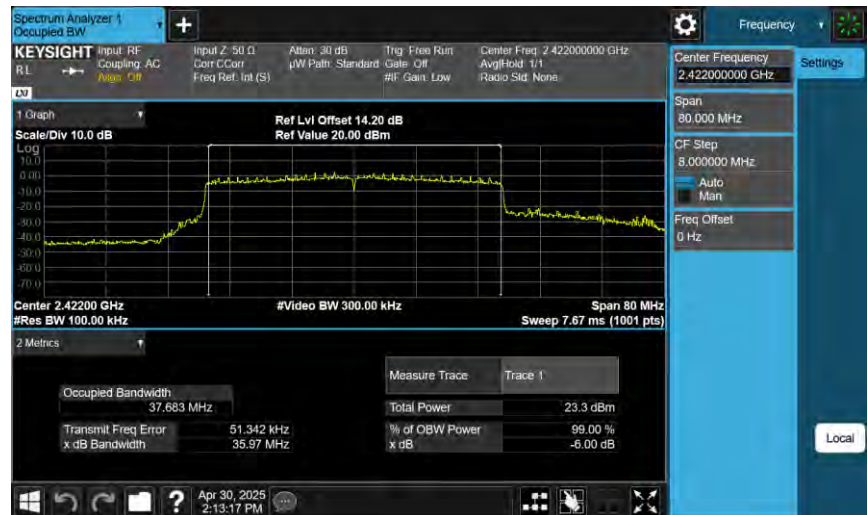 Spectrum Analyzer 1
Occupied BW
Frequency
KEYSIGHT
Input: RF
Coupling: AC
Align: Off
Input Z: 50 Ω
Corr CCorr
Freq Ref: Int (S)
Atten: 30 dB
µW Path: Standard
Trig: Free Run
Gate: Off
#IF Gain: Low
Center Freq: 2.422000000 GHz
Avg|Hold: 1/1
Radio Std: None
RL
LXI
Center Frequency
2.422000000 GHz
Settings
Span
80.000 MHz
CF Step
8.000000 MHz
Auto
Man
Freq Offset
0 Hz
Local
1 Graph
Scale/Div 10.0 dB
Ref Lvl Offset 14.20 dB
Ref Value 20.00 dBm
Log
10.0
0.00
-10.0
-20.0
-30.0
-40.0
-50.0
-60.0
-70.0
Center 2.42200 GHz
#Video BW 300.00 kHz
Span 80 MHz
#Res BW 100.00 kHz
Sweep 7.67 ms (1001 pts)
2 Metrics
Measure Trace
Trace 1
Occupied Bandwidth
37.683 MHz
Total Power
23.3 dBm
Transmit Freq Error
51.342 kHz
% of OBW Power
99.00 %
x dB Bandwidth
35.97 MHz
x dB
-6.00 dB
?
Apr 30, 2025
2:13:17 PM